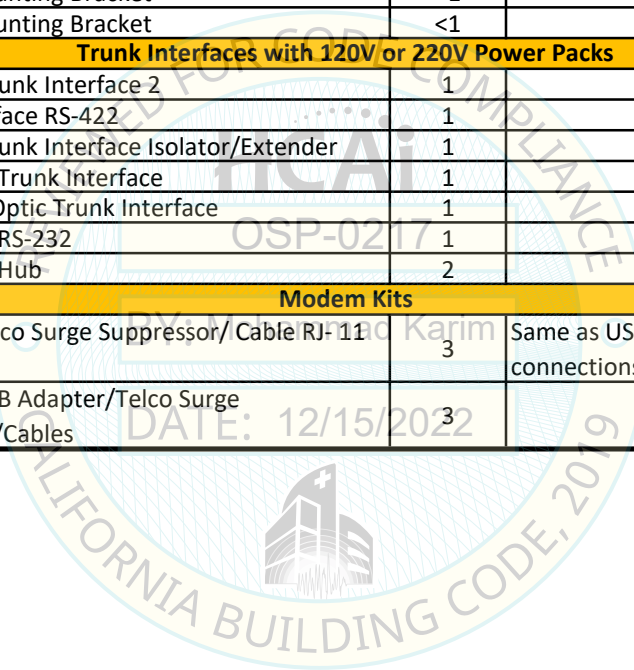 unting Bracket <1
Trunk Interfaces with 120V or 220V Power Packs
unk Interface 2 1
face RS-422 1
unk Interface Isolator/Extender 1
Trunk Interface 1
Optic Trunk Interface 1
RS-232 1
Hub 2
Modem Kits
co Surge Suppressor/ Cable RJ- 11 3 Same as US
connections
B Adapter/Telco Surge
/Cables 3
REVIEWED FOR CODE COMPLIANCE
HCAi
OSP-0217
BY: Mohammad Karim
DATE: 12/15/2022
CALIFORNIA BUILDING CODE, 2019